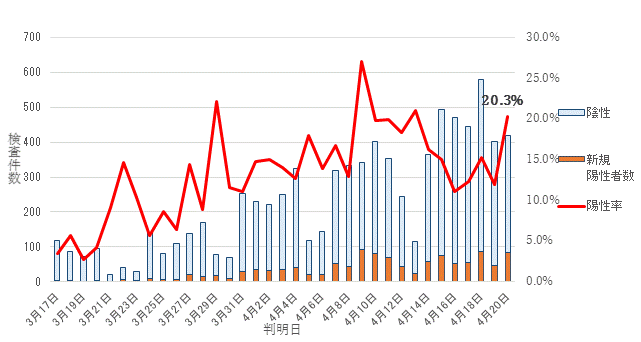 700
600
500
400
300
200
100
0
検査件数
30.0%
25.0%
20.0%
15.0%
10.0%
5.0%
0.0%
20.3%
陰性
新規
陽性者数
陽性率
3月17日
3月19日
3月21日
3月23日
3月25日
3月27日
3月29日
3月31日
4月2日
4月4日
4月6日
4月8日
4月10日
4月12日
4月14日
4月16日
4月18日
4月20日
判明日